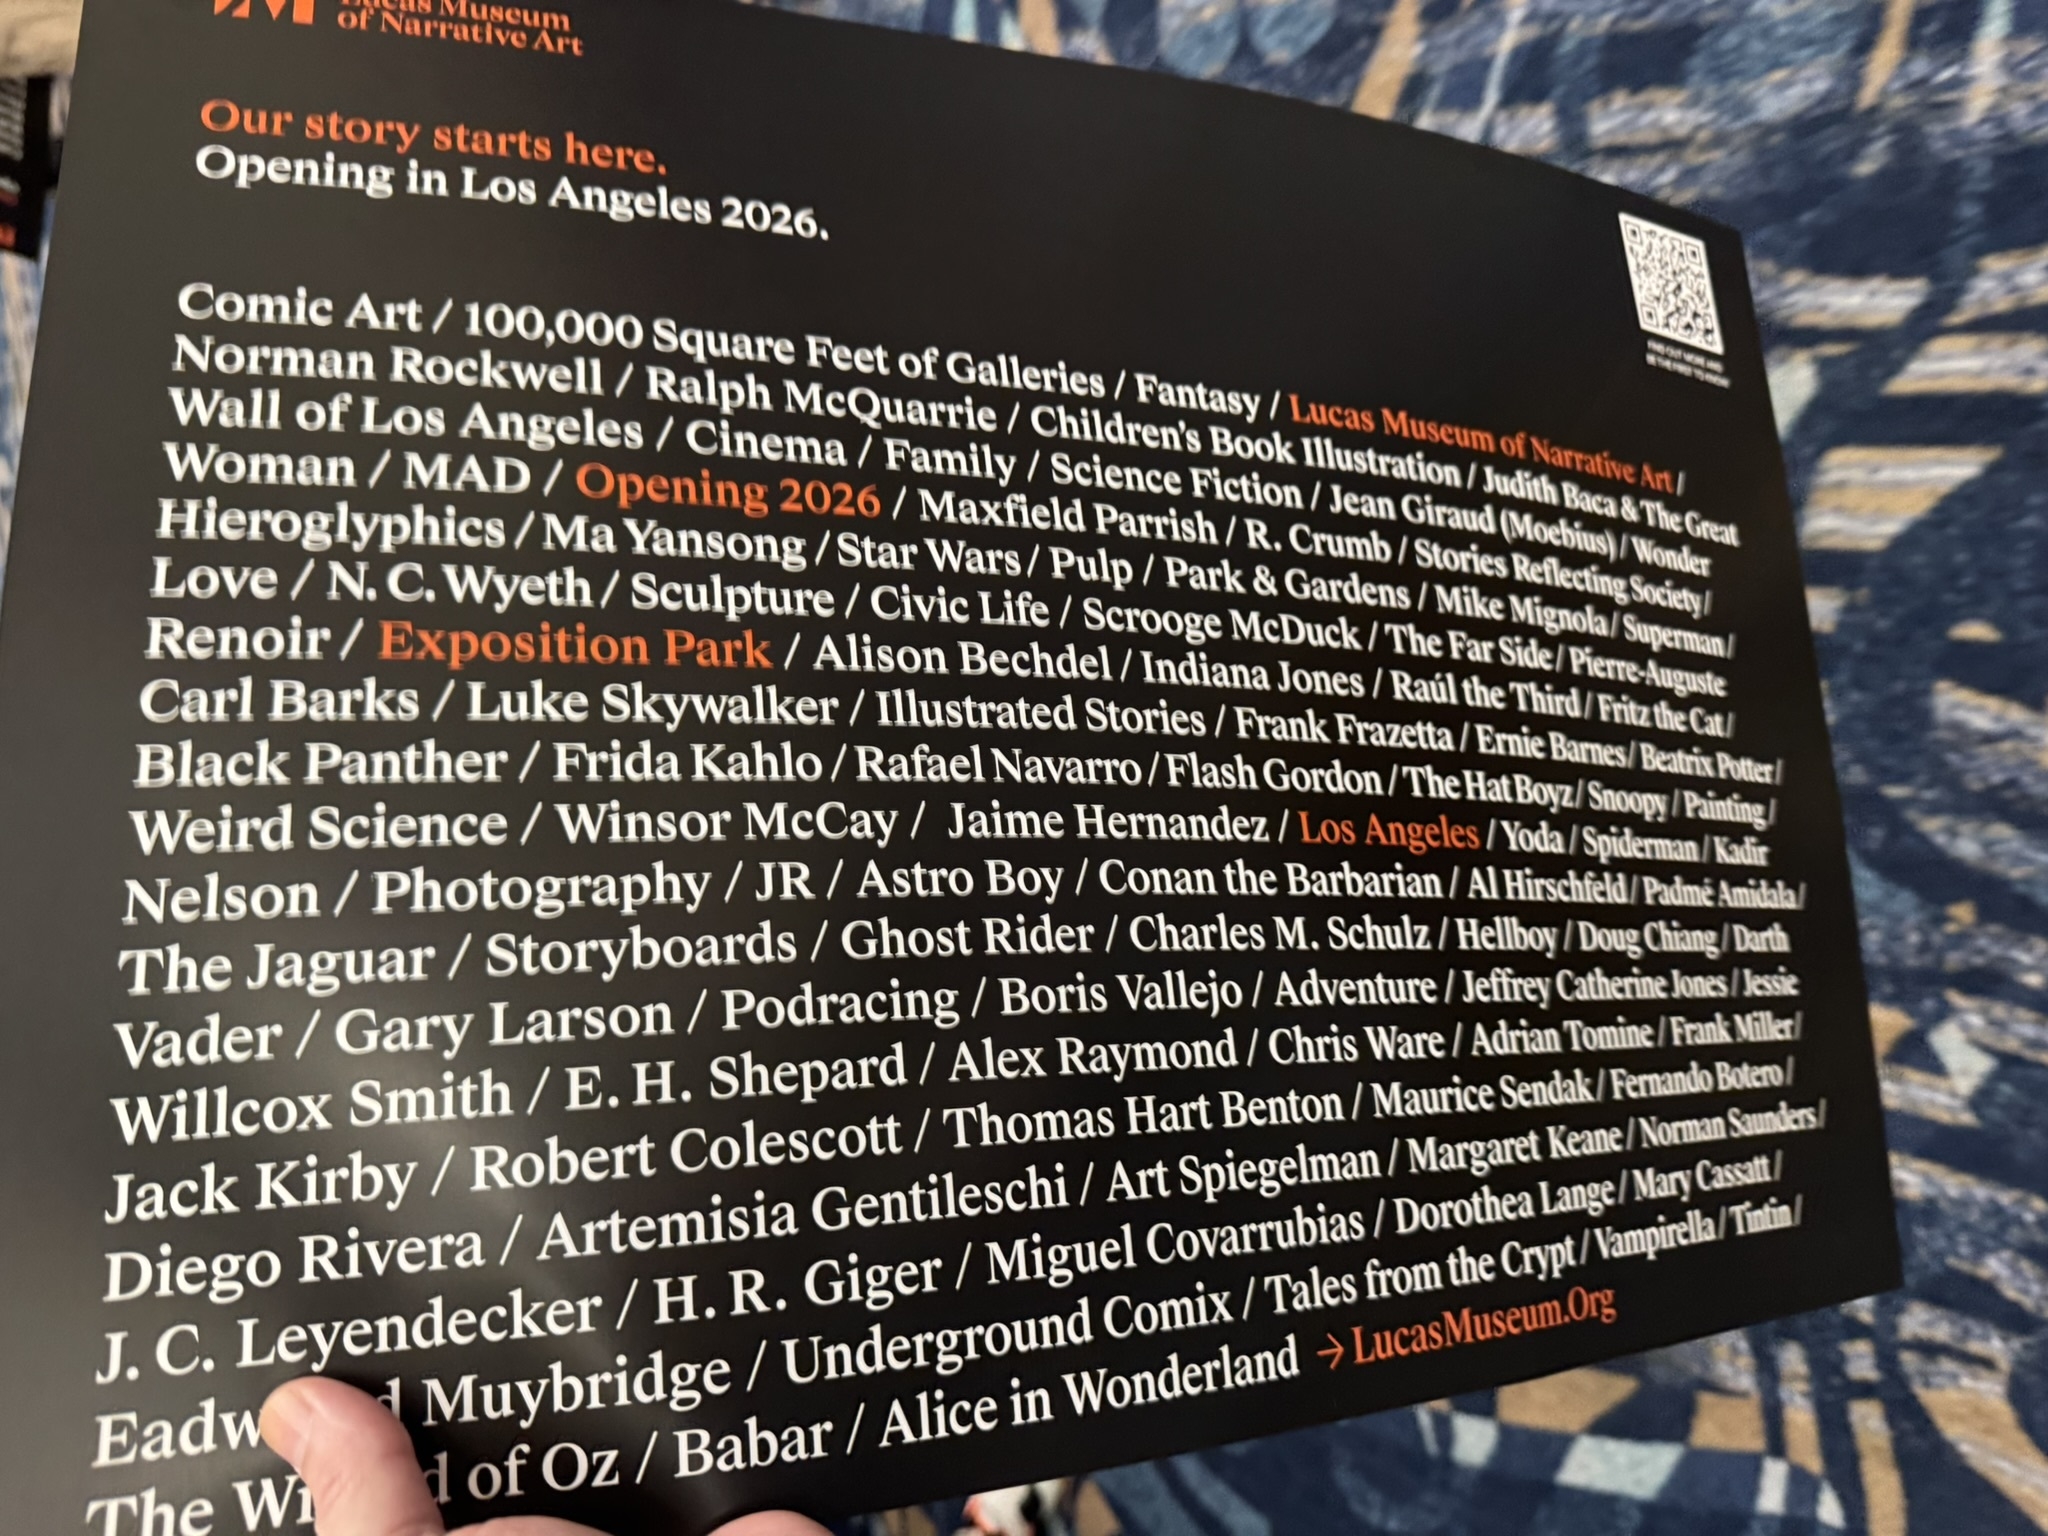 Lucas Museum
of Narrative Art
Our story starts here.
Opening in Los Angeles 2026.
FIND OUT MORE AND
BE THE FIRST TO KNOW
Comic Art / 100,000 Square Feet of Galleries / Fantasy / Lucas Museum of Narrative Art /
Norman Rockwell / Ralph McQuarrie / Children's Book Illustration / Judith Baca & The Great
Wall of Los Angeles / Cinema / Family / Science Fiction / Jean Giraud (Moebius) / Wonder
Woman / MAD / Opening 2026 / Maxfield Parrish / R. Crumb / Stories Reflecting Society /
Hieroglyphics / Ma Yansong / Star Wars / Pulp / Park & Gardens / Mike Mignola / Superman /
Love / N. C. Wyeth / Sculpture / Civic Life / Scrooge McDuck / The Far Side / Pierre-Auguste
Renoir / Exposition Park / Alison Bechdel / Indiana Jones / Raúl the Third / Fritz the Cat /
Carl Barks / Luke Skywalker / Illustrated Stories / Frank Frazetta / Ernie Barnes / Beatrix Potter /
Black Panther / Frida Kahlo / Rafael Navarro / Flash Gordon / The Hat Boyz / Snoopy / Painting /
Weird Science / Winsor McCay / Jaime Hernandez / Los Angeles / Yoda / Spiderman / Kadir
Nelson / Photography / JR / Astro Boy / Conan the Barbarian / Al Hirschfeld / Padmé Amidala /
The Jaguar / Storyboards / Ghost Rider / Charles M. Schulz / Hellboy / Doug Chiang / Darth
Vader / Gary Larson / Podracing / Boris Vallejo / Adventure / Jeffrey Catherine Jones / Jessie
Willcox Smith / E. H. Shepard / Alex Raymond / Chris Ware / Adrian Tomine / Frank Miller /
Jack Kirby / Robert Colescott / Thomas Hart Benton / Maurice Sendak / Fernando Botero /
Diego Rivera / Artemisia Gentileschi / Art Spiegelman / Margaret Keane / Norman Saunders /
J. C. Leyendecker / H. R. Giger / Miguel Covarrubias / Dorothea Lange / Mary Cassatt /
Muybridge / Underground Comix / Tales from the Crypt / Vampirella / Tintin /
The of Oz / Babar / Alice in Wonderland → LucasMuseum.Org